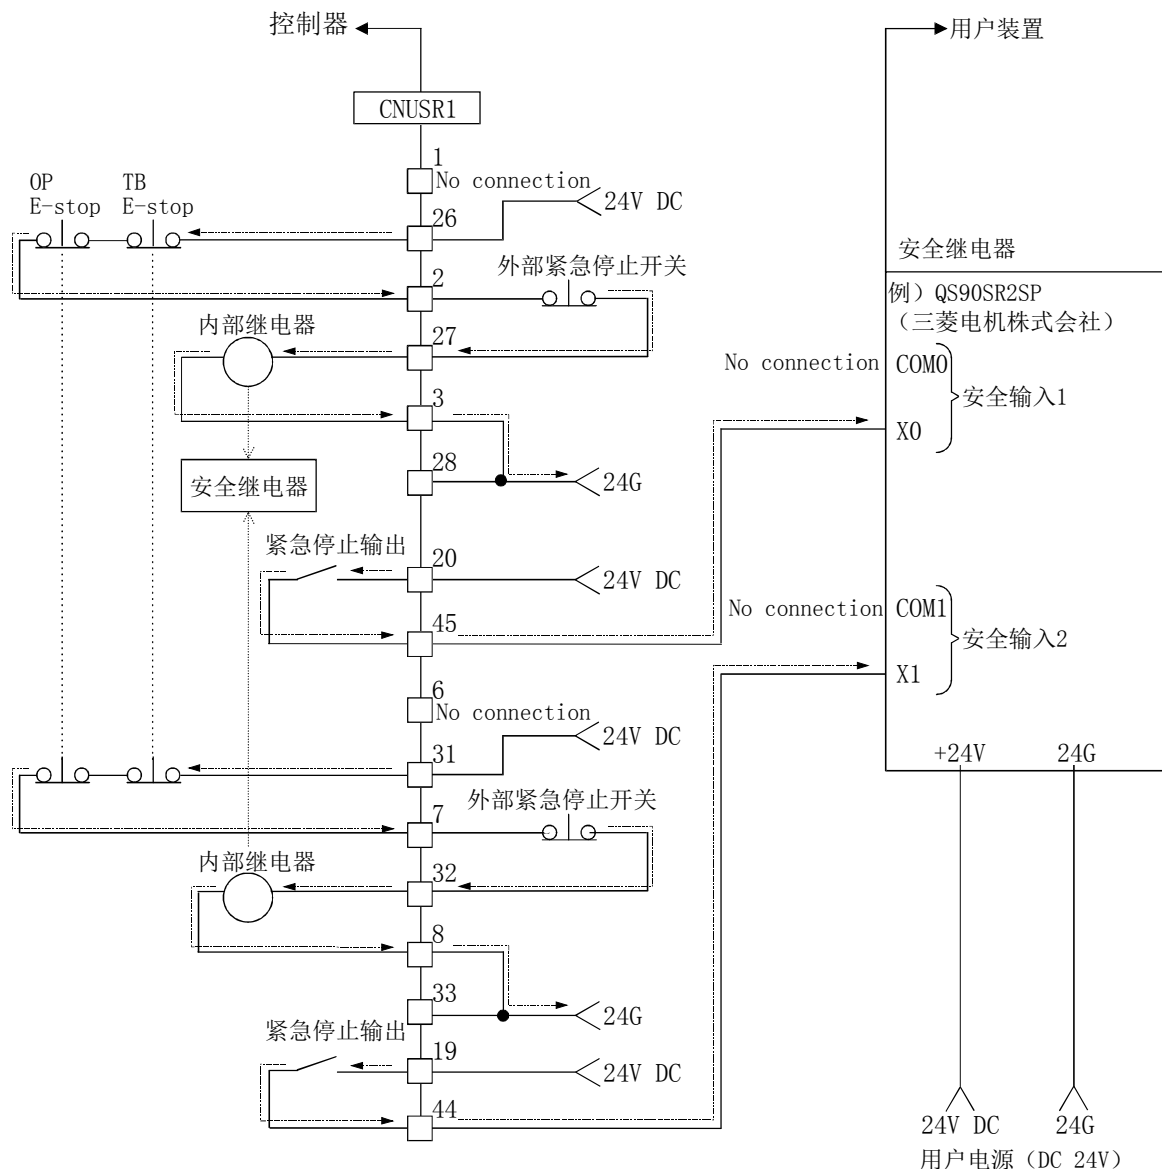 控制器
用户装置
CNUSR1
1
No connection
OP
E-stop
TB
E-stop
26
24V DC
2
外部紧急停止开关
内部继电器
27
3
28
24G
安全继电器
紧急停止输出
20
24V DC
45
6
No connection
31
24V DC
7
外部紧急停止开关
内部继电器
32
8
33
24G
紧急停止输出
19
24V DC
44
安全继电器
例）QS90SR2SP
（三菱电机株式会社）
No connection
COM0
安全输入1
X0
No connection
COM1
安全输入2
X1
+24V
24G
24V DC
24G
用户电源（DC 24V）